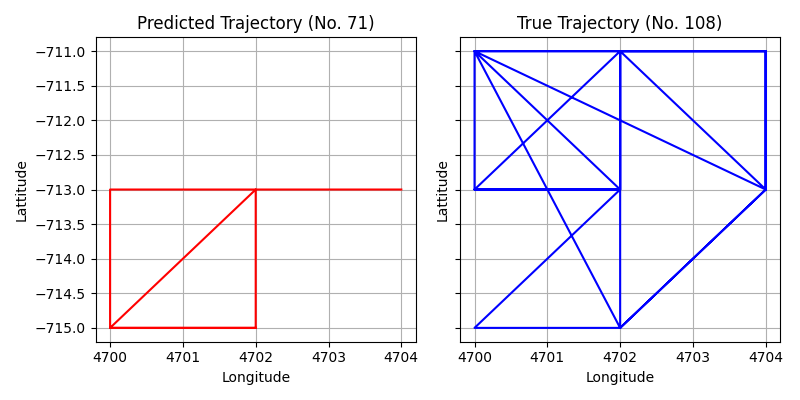 Predicted Trajectory (No. 71)
True Trajectory (No. 108)
−711.0
−711.5
−712.0
−712.5
−713.0
−713.5
−714.0
−714.5
−715.0
Lattitude
Lattitude
4700 4701 4702 4703 4704
4700 4701 4702 4703 4704
Longitude
Longitude